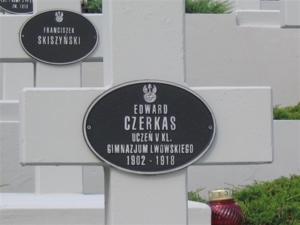 FRANCISZEK
SKISZYŃSKI
EDWARD
CZERKAS
UCZEŃ V KL.
GIMNAZJUM LWOWSKIEGO
1902 - 1918